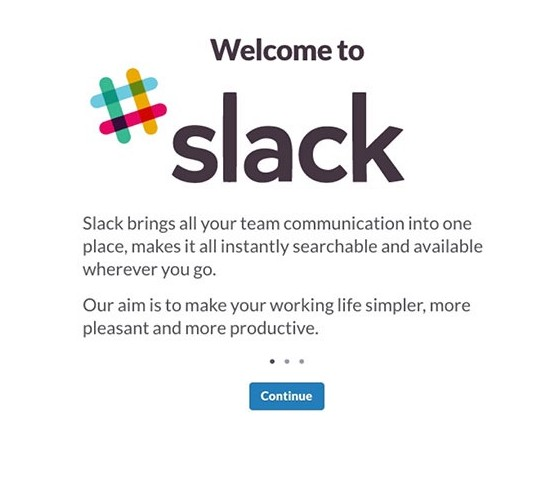 Welcome to
slack
Slack brings all your team communication into one
place, makes it all instantly searchable and available
wherever you go.
Our aim is to make your working life simpler, more
pleasant and more productive.
Continue